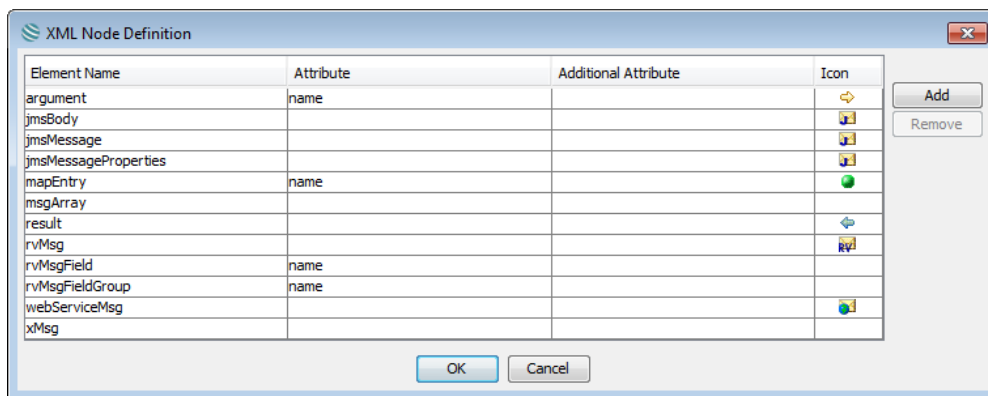 XML Node Definition
Element Name Attribute Additional Attribute Icon
argument name
Add
jmsBody
Remove
jmsMessage
jmsMessageProperties
mapEntry name
msgArray
result
rvMsg RV
rvMsgField name
rvMsgFieldGroup name
webServiceMsg
xMsg
OK Cancel